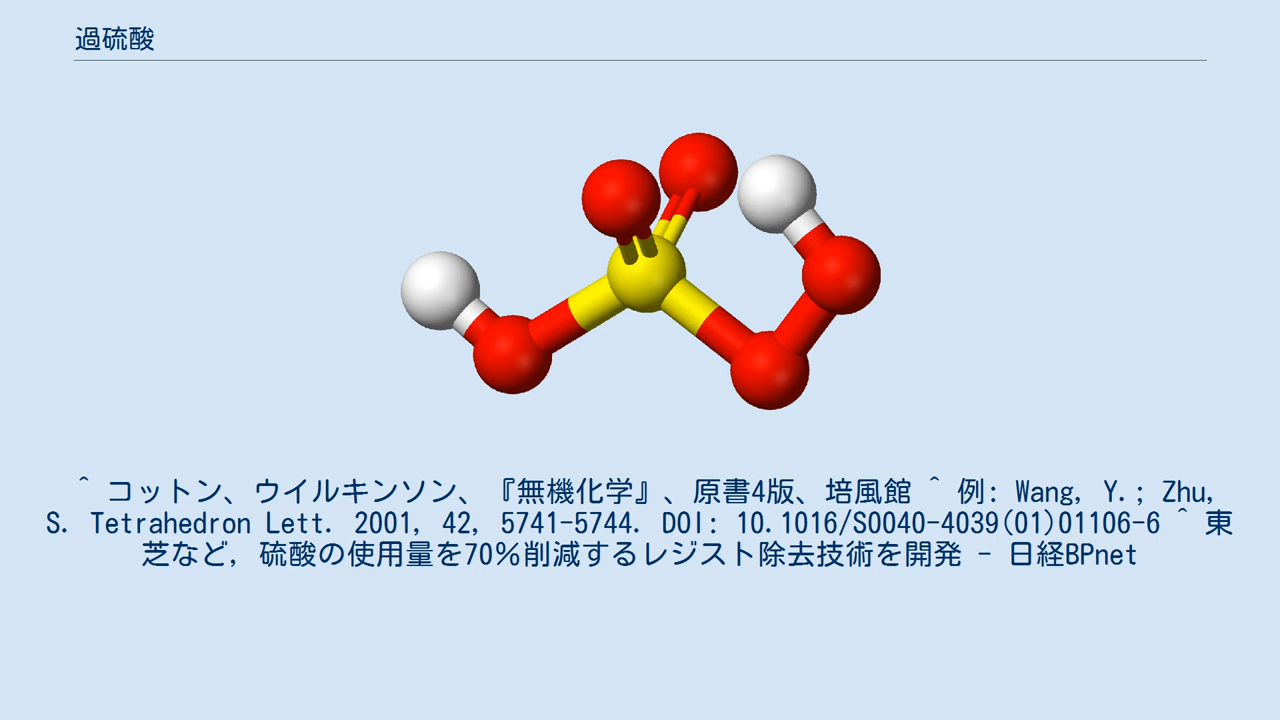 過硫酸
^ コットン、ウイルキンソン、『無機化学』、原書4版、培風館 ^ 例: Wang, Y.; Zhu,
S. Tetrahedron Lett. 2001, 42, 5741-5744. DOI: 10.1016/S0040-4039(01)01106-6 ^ 東
芝など, 硫酸の使用量を70%削減するレジスト除去技術を開発 - 日経BPnet